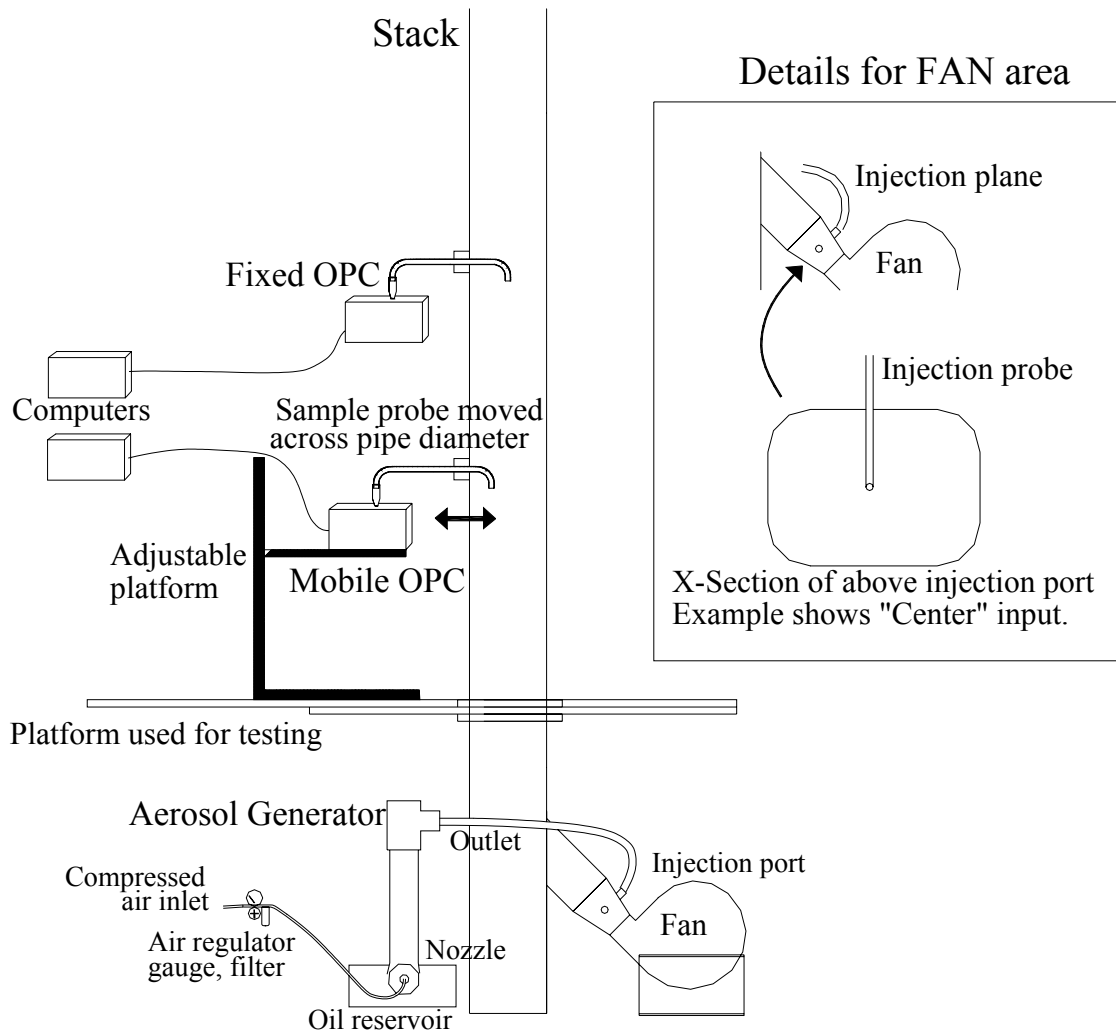 Stack
Details for FAN area
Injection plane
Fan
Fixed OPC
Injection probe
Computers
Sample probe moved
across pipe diameter
Adjustable
platform
Mobile OPC
X-Section of above injection port
Example shows "Center" input.
Platform used for testing
Aerosol Generator
Outlet
Injection port
Compressed
air inlet
Fan
Air regulator
gauge, filter
Nozzle
Oil reservoir